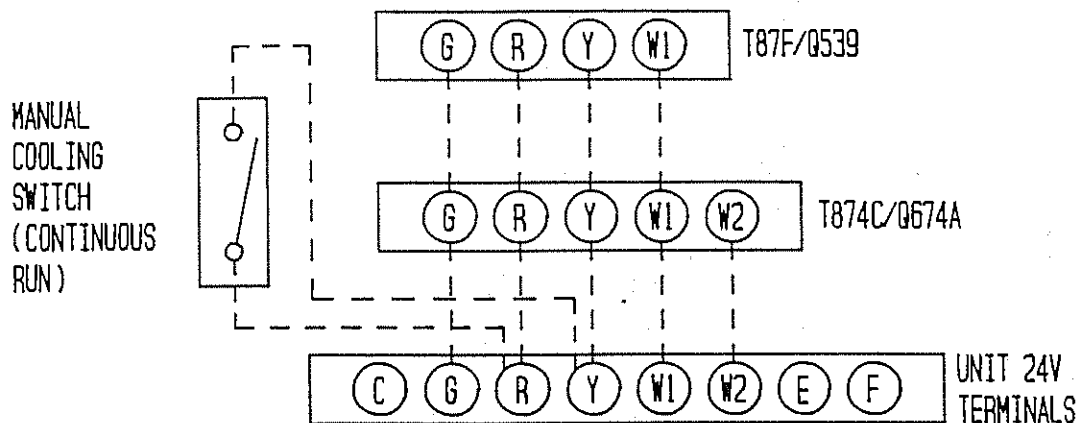 G R Y W1 T87F/Q539
MANUAL
COOLING
SWITCH
(CONTINUOUS
RUN)
G R Y W1 W2 T874C/Q674A
C G R Y W1 W2 E F
UNIT 24V
TERMINALS